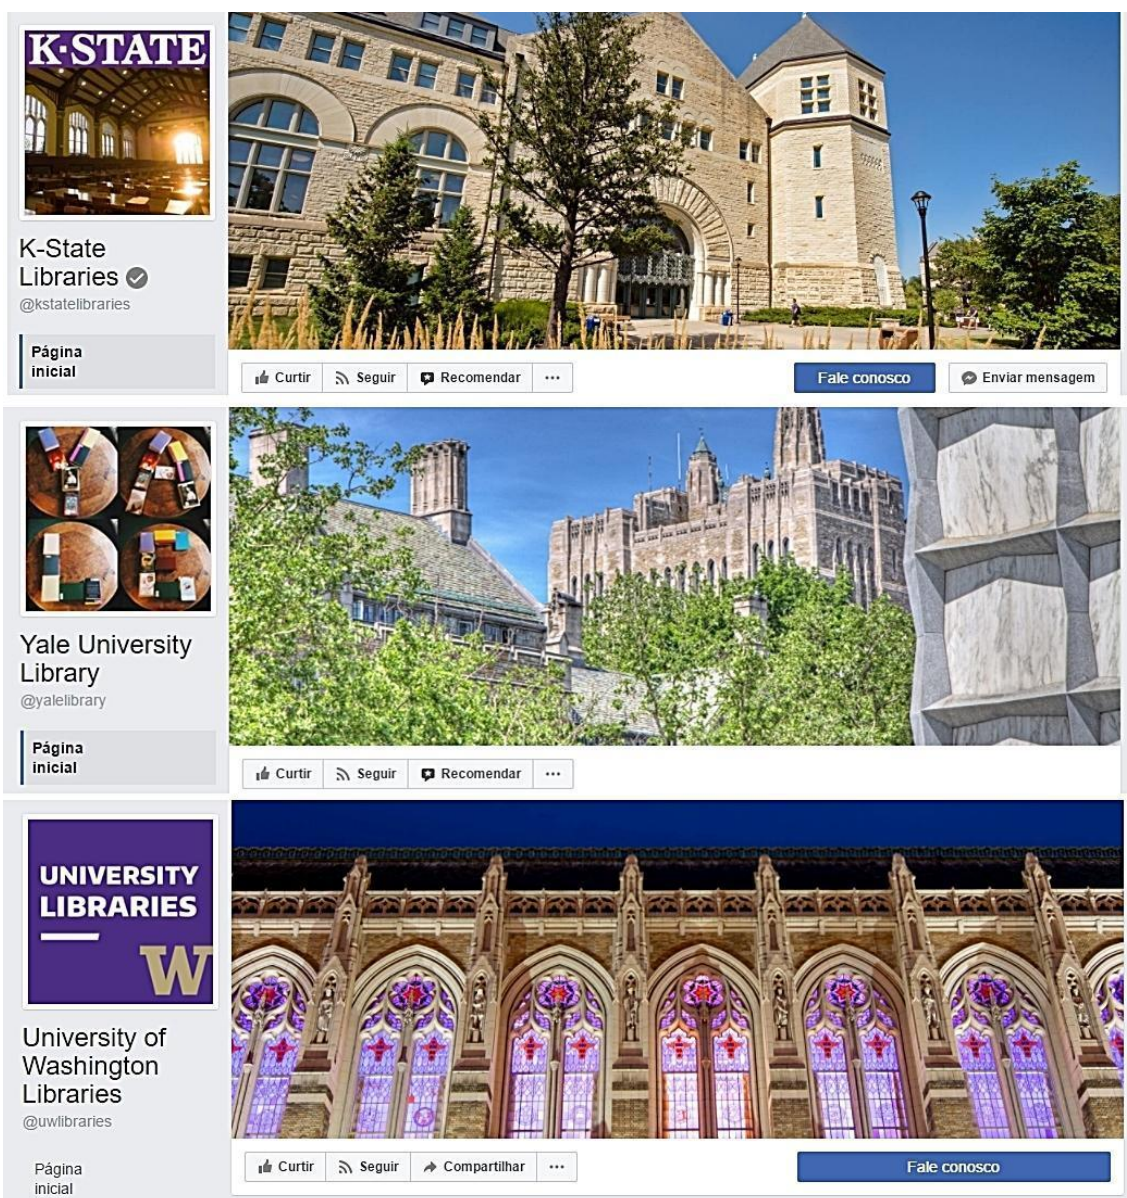 K·STATE
K-State
Libraries
@kstatelibraries
Página
inicial
Curtir Seguir Recomendar ...
Fale conosco Enviar mensagem
Yale University
Library
@yalelibrary
Página
inicial
Curtir Seguir Recomendar ...
UNIVERSITY
LIBRARIES
W
University of
Washington
Libraries
@uwlibraries
Página
inicial
Curtir Seguir Compartilhar ...
Fale conosco